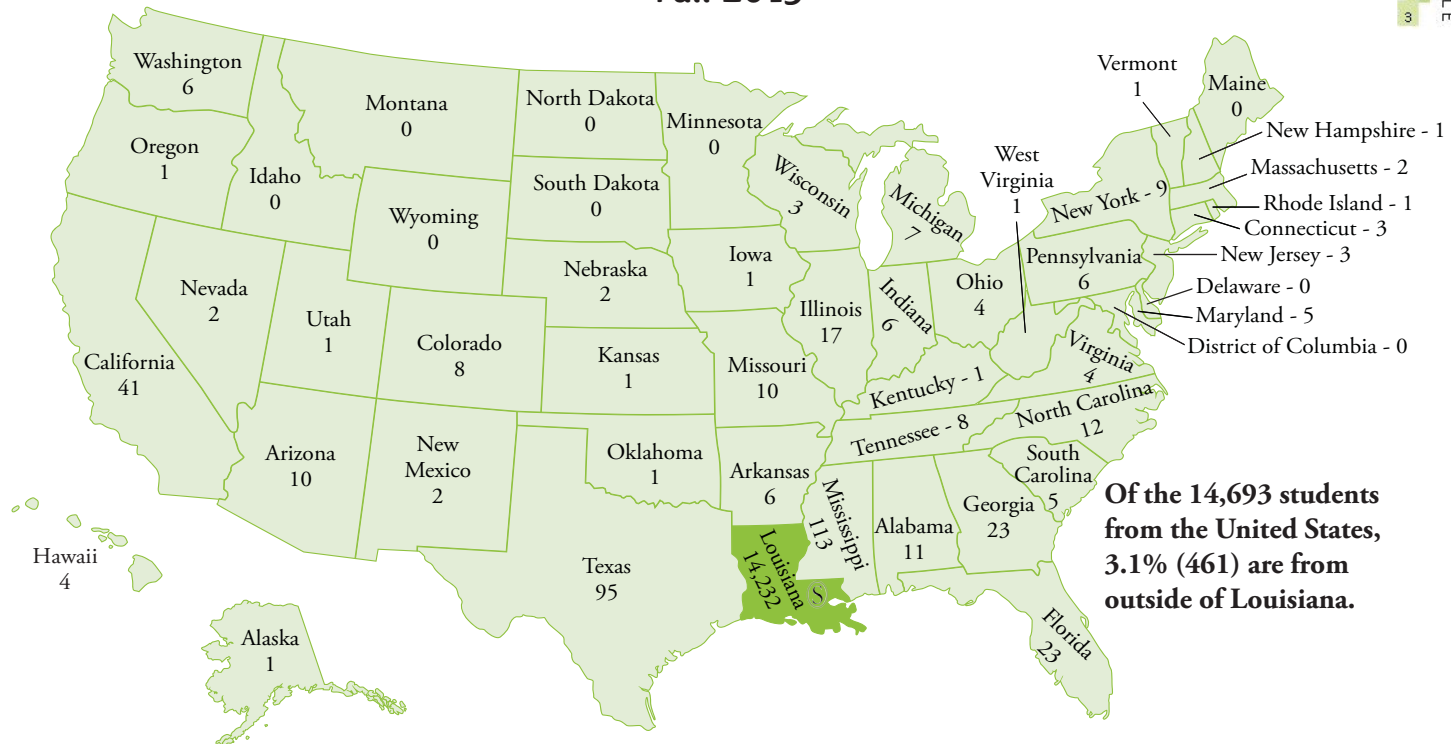 3
Washington
6
Oregon
1
Idaho
0
Montana
0
Wyoming
0
North Dakota
0
South Dakota
0
Minnesota
0
Wisconsin
3
Michigan
7
Vermont
1
Maine
0
New Hampshire - 1
Massachusetts - 2
Rhode Island - 1
Connecticut - 3
New Jersey - 3
Delaware - 0
Maryland - 5
District of Columbia - 0
New York - 9
West
Virginia
1
Pennsylvania
6
California
41
Nevada
2
Utah
1
Colorado
8
Nebraska
2
Kansas
1
Iowa
1
Missouri
10
Illinois
17
Indiana
6
Ohio
4
Kentucky - 1
Virginia
4
North Carolina
12
Tennessee - 8
South
Carolina
5
Arizona
10
New
Mexico
2
Oklahoma
1
Texas
95
Arkansas
6
Louisiana
14,232
Mississippi
113
Alabama
11
Georgia
23
Florida
23
Hawaii
4
Alaska
1
Of the 14,693 students
from the United States,
3.1% (461) are from
outside of Louisiana.